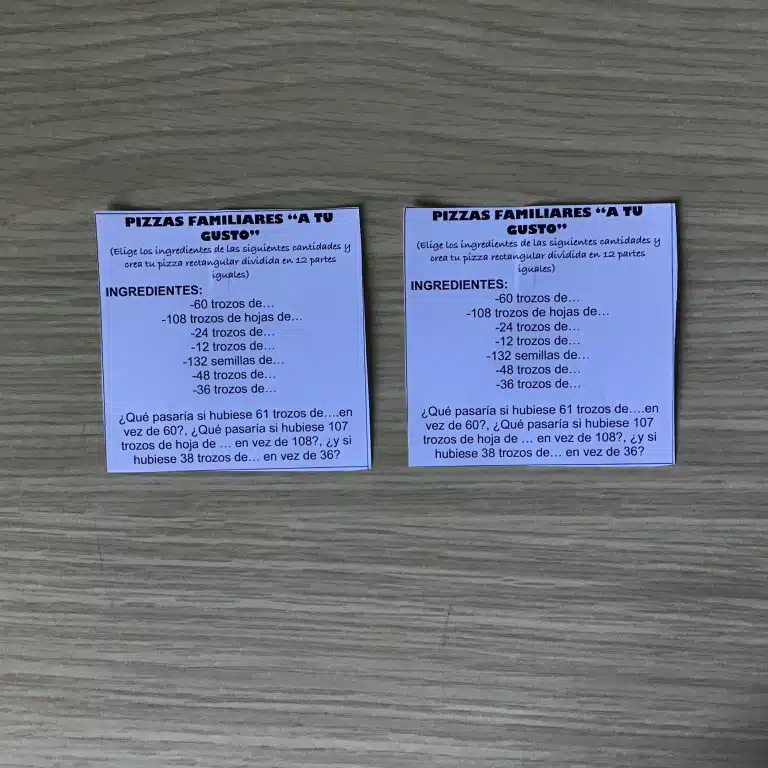 PIZZAS FAMILIARES “A TU
GUSTO”
(Elige los ingredientes de las siguientes cantidades y
crea tu pizza rectangular dividida en 12 partes
iguales)
INGREDIENTES:
-60 trozos de…
-108 trozos de hojas de…
-24 trozos de…
-12 trozos de…
-132 semillas de…
-48 trozos de…
-36 trozos de…
¿Qué pasaría si hubiese 61 trozos de….en
vez de 60?, ¿Qué pasaría si hubiese 107
trozos de hoja de … en vez de 108?, ¿y si
hubiese 38 trozos de… en vez de 36?
PIZZAS FAMILIARES “A TU
GUSTO”
(Elige los ingredientes de las siguientes cantidades y
crea tu pizza rectangular dividida en 12 partes
iguales)
INGREDIENTES:
-60 trozos de…
-108 trozos de hojas de…
-24 trozos de…
-12 trozos de…
-132 semillas de…
-48 trozos de…
-36 trozos de…
¿Qué pasaría si hubiese 61 trozos de….en
vez de 60?, ¿Qué pasaría si hubiese 107
trozos de hoja de … en vez de 108?, ¿y si
hubiese 38 trozos de… en vez de 36?